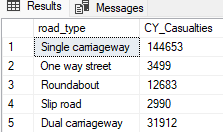 Results Messages
road_type CY_Casualties
1 Single carriageway 144653
2 One way street 3499
3 Roundabout 12683
4 Slip road 2990
5 Dual carriageway 31912